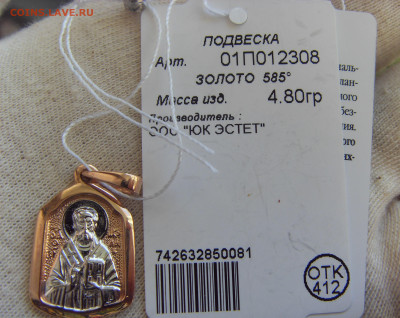 COINS.LAVE.RU
ПОДВЕСКА
Арт. 01П012308
ЗОЛОТО 585°
Масса изд. 4.80гр
Производитель :
ООО "ЮК ЭСТЕТ"
742632850081
ОТК
412